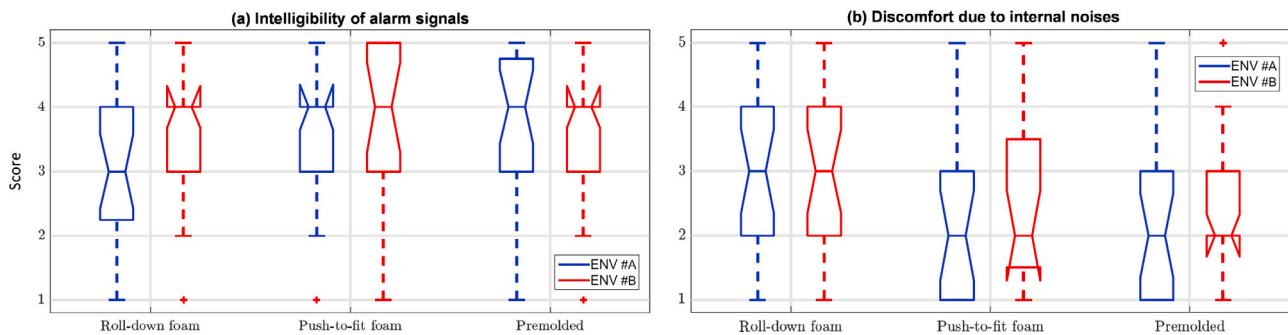 (a) Intelligibility of alarm signals
5
4
3
2
1
Score
ENV #A
ENV #B
Roll-down foam
Push-to-fit foam
Premolded
(b) Discomfort due to internal noises
5
4
3
2
1
ENV #A
ENV #B
Roll-down foam
Push-to-fit foam
Premolded